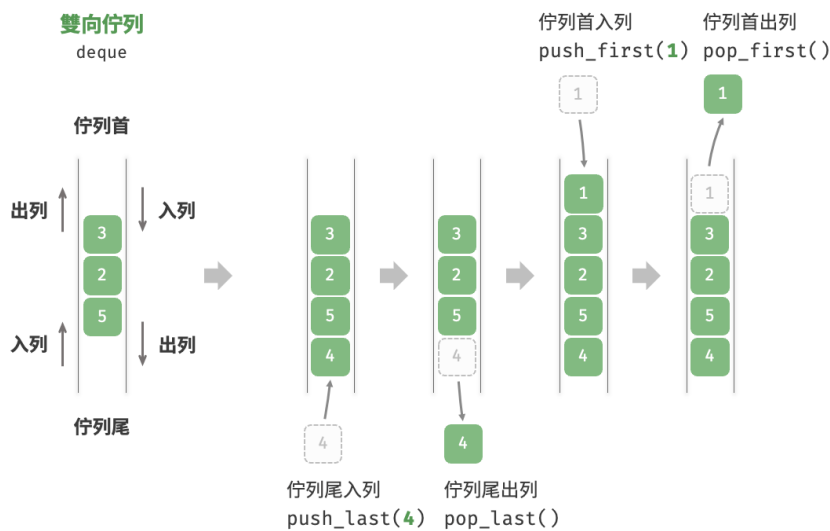 雙向佇列
deque
佇列首
出列
入列
3
2
5
入列
出列
佇列尾
3
2
5
4
4
佇列尾入列
push_last(4)
3
2
5
4
4
佇列尾出列
pop_last()
佇列首入列
push_first(1)
1
1
3
2
5
4
佇列首出列
pop_first()
1
1
3
2
5
4